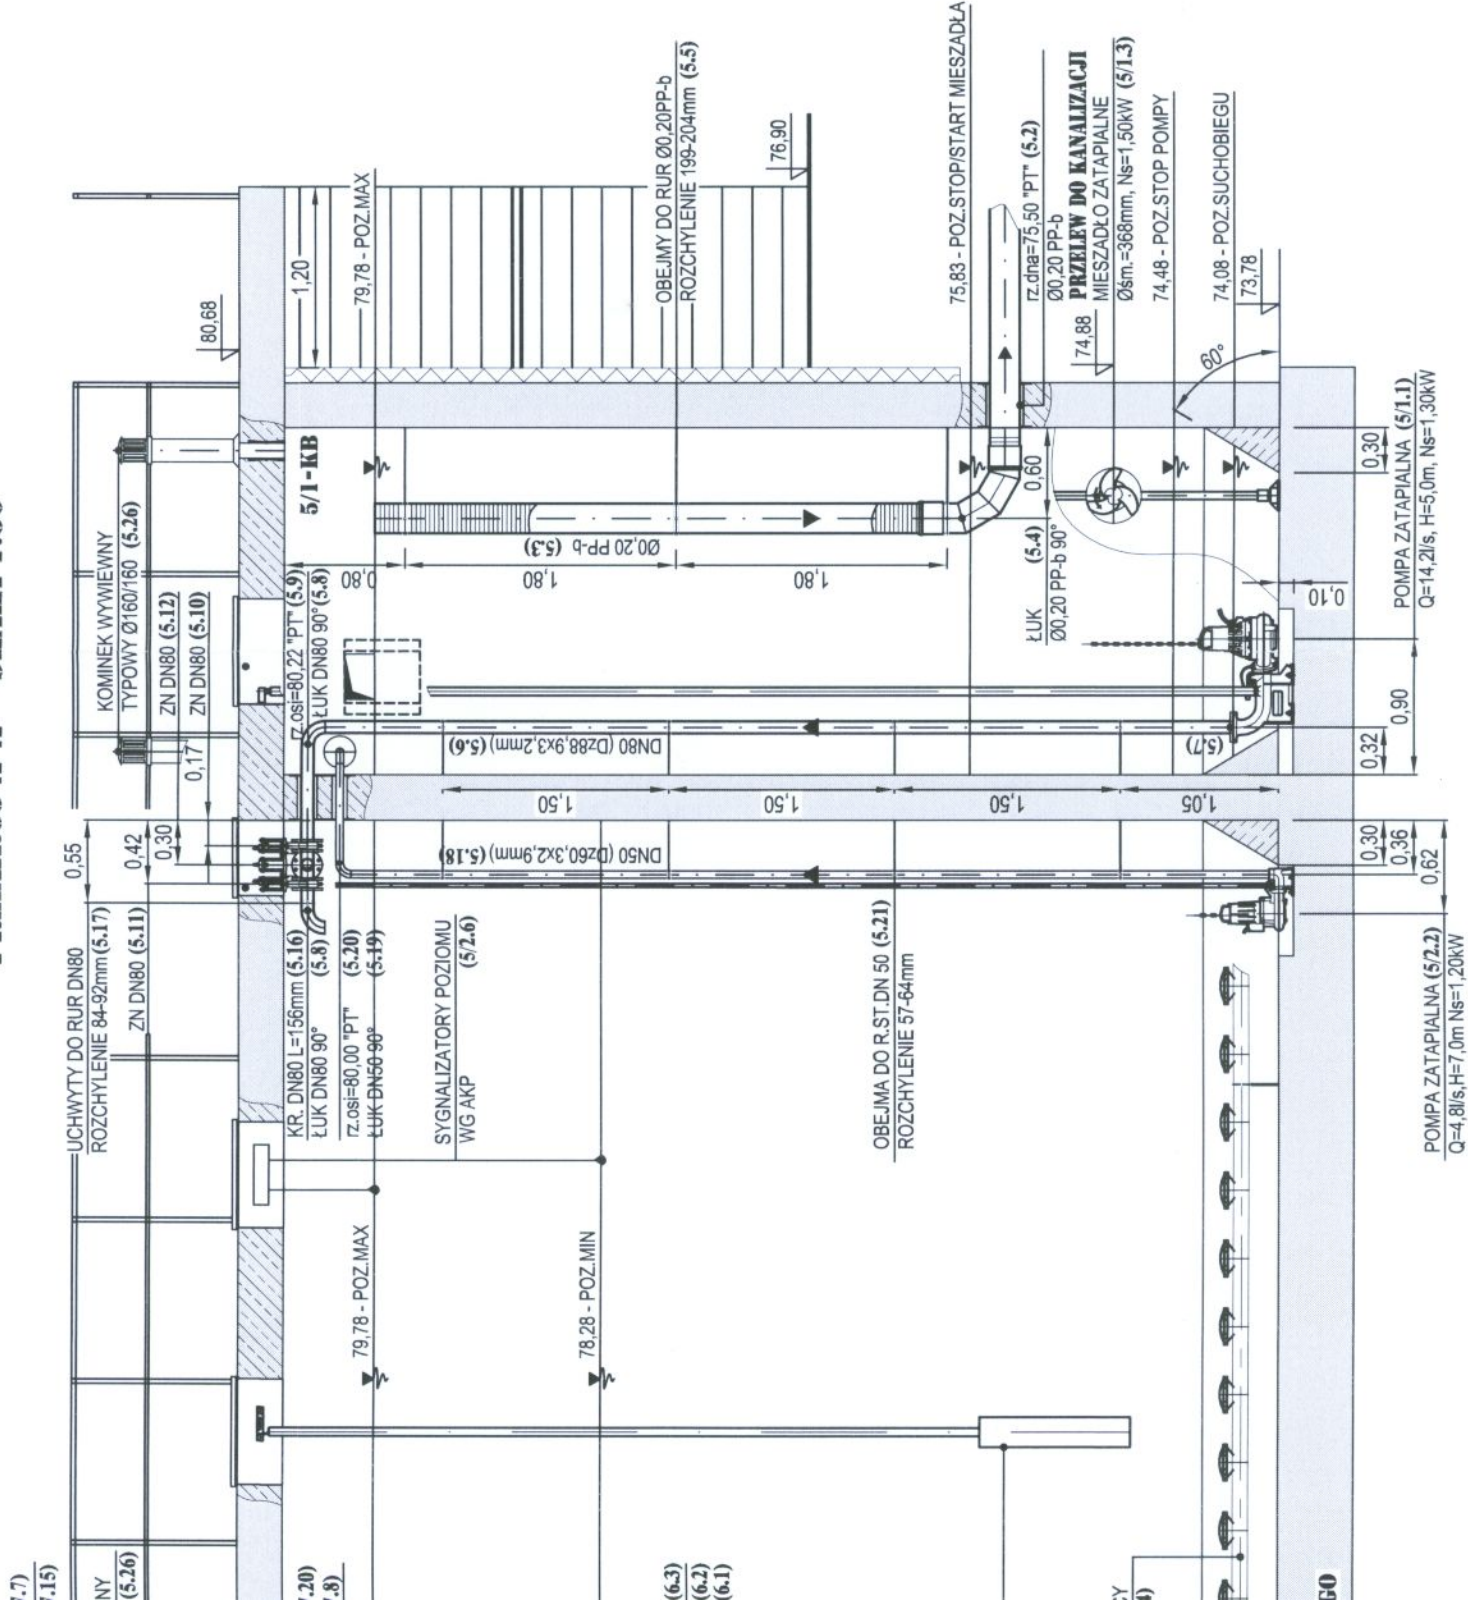 80,68
1,20
79,78 - POZ.MAX
OBEJMY DO RUR Ø0,20PP-b
ROZCHYLENIE 199-204mm (5.5)
76,90
75,83 - POZ.STOP/START MIESZADŁA
rz.dna=75,50 "PT" (5.2)
Ø0,20 PP-b
PRZELEW DO KANALIZACJI
74,88
MIESZADŁO ZATAPIALNE
Øśm.=368mm, Ns=1,50kW (5/1.3)
74,48 - POZ.STOP POMPY
74,08 - POZ.SUCHOBIEGU
73,78
60°
KOMINEK WYWIEWNY
TYPOWY Ø160/160 (5.26)
ZN DN80 (5.12)
ZN DN80 (5.10)
0,17
5/1-KB
rz.osi=80,22 "PT" (5.9)
ŁUK DN80 90° (5.8)
0,80
1,80
1,80
Ø0,20 PP-b (5.3)
0,60
ŁUK (5.4)
Ø0,20 PP-b 90°
0,10
0,30
POMPA ZATAPIALNA (5/1.1)
Q=14,2l/s, H=5,0m, Ns=1,30kW
0,90
0,32
DN80 (Dz88,9x3,2mm) (5.6)
(5.7)
1,50
1,50
1,50
1,05
0,55
0,42
0,30
DN50 (Dz60,3x2,9mm) (5.18)
0,30
0,36
0,62
UCHWYTY DO RUR DN80
ROZCHYLENIE 84-92mm (5.17)
ZN DN80 (5.11)
KR. DN80 L=156mm (5.16)
ŁUK DN80 90° (5.8)
rz.osi=80,00 "PT" (5.20)
ŁUK DN50 90° (5.19)
SYGNALIZATORY POZIOMU
WG AKP (5/2.6)
OBEJMA DO R.ST.DN 50 (5.21)
ROZCHYLENIE 57-64mm
POMPA ZATAPIALNA (5/2.2)
Q=4,8l/s,H=7,0m Ns=1,20kW
79,78 - POZ.MAX
78,28 - POZ.MIN
7.7)
7.15)
NY
(5.26)
7.20)
7.8)
(6.3)
(6.2)
(6.1)
CY
4)
GO